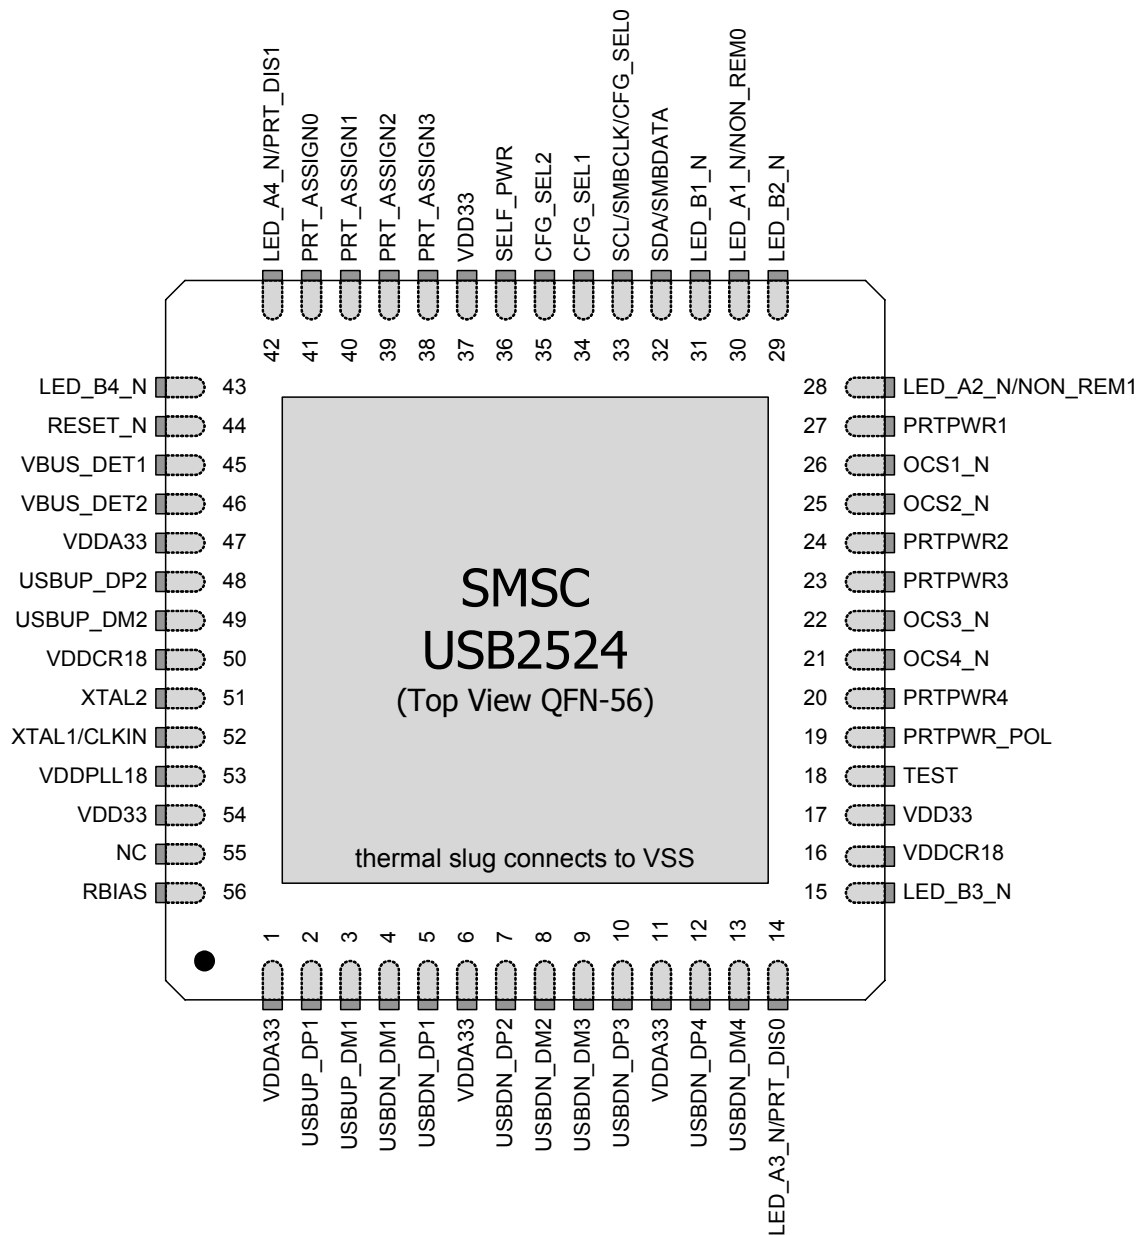 LED_A4_N/PRT_DIS1
PRT_ASSIGN0
PRT_ASSIGN1
PRT_ASSIGN2
PRT_ASSIGN3
VDD33
SELF_PWR
CFG_SEL2
CFG_SEL1
SCL/SMBCLK/CFG_SEL0
SDA/SMBDATA
LED_B1_N
LED_A1_N/NON_REM0
LED_B2_N
42
41
40
39
38
37
36
35
34
33
32
31
30
29
LED_B4_N 43
RESET_N 44
VBUS_DET1 45
VBUS_DET2 46
VDDA33 47
USBUP_DP2 48
USBUP_DM2 49
VDDCR18 50
XTAL2 51
XTAL1/CLKIN 52
VDDPLL18 53
VDD33 54
NC 55
RBIAS 56
SMSC
USB2524
(Top View QFN-56)
thermal slug connects to VSS
28 LED_A2_N/NON_REM1
27 PRTPWR1
26 OCS1_N
25 OCS2_N
24 PRTPWR2
23 PRTPWR3
22 OCS3_N
21 OCS4_N
20 PRTPWR4
19 PRTPWR_POL
18 TEST
17 VDD33
16 VDDCR18
15 LED_B3_N
1
2
3
4
5
6
7
8
9
10
11
12
13
14
VDDA33
USBUP_DP1
USBUP_DM1
USBDN_DM1
USBDN_DP1
VDDA33
USBDN_DP2
USBDN_DM2
USBDN_DM3
USBDN_DP3
VDDA33
USBDN_DP4
USBDN_DM4
LED_A3_N/PRT_DIS0